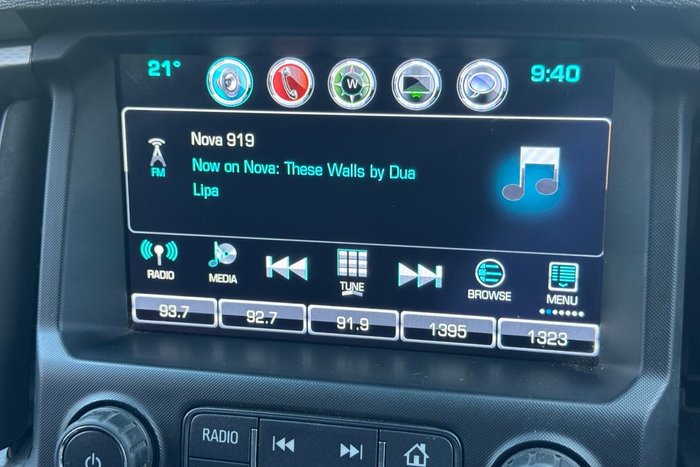 21°
W
9:40
Nova 919
FM
Now on Nova: These Walls by Dua
Lipa
RADIO
MEDIA
TUNE
BROWSE
MENU
93.7
92.7
91.9
1395
1323
RADIO